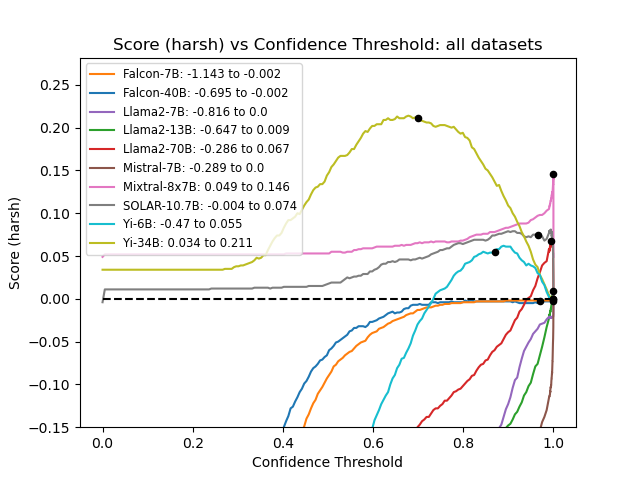 Score (harsh) vs Confidence Threshold: all datasets
Falcon-7B: -1.143 to -0.002
Falcon-40B: -0.695 to -0.002
Llama2-7B: -0.816 to 0.0
Llama2-13B: -0.647 to 0.009
Llama2-70B: -0.286 to 0.067
Mistral-7B: -0.289 to 0.0
Mixtral-8x7B: 0.049 to 0.146
SOLAR-10.7B: -0.004 to 0.074
Yi-6B: -0.47 to 0.055
Yi-34B: 0.034 to 0.211
Score (harsh)
0.25
0.20
0.15
0.10
0.05
0.00
−0.05
−0.10
−0.15
0.0 0.2 0.4 0.6 0.8 1.0
Confidence Threshold